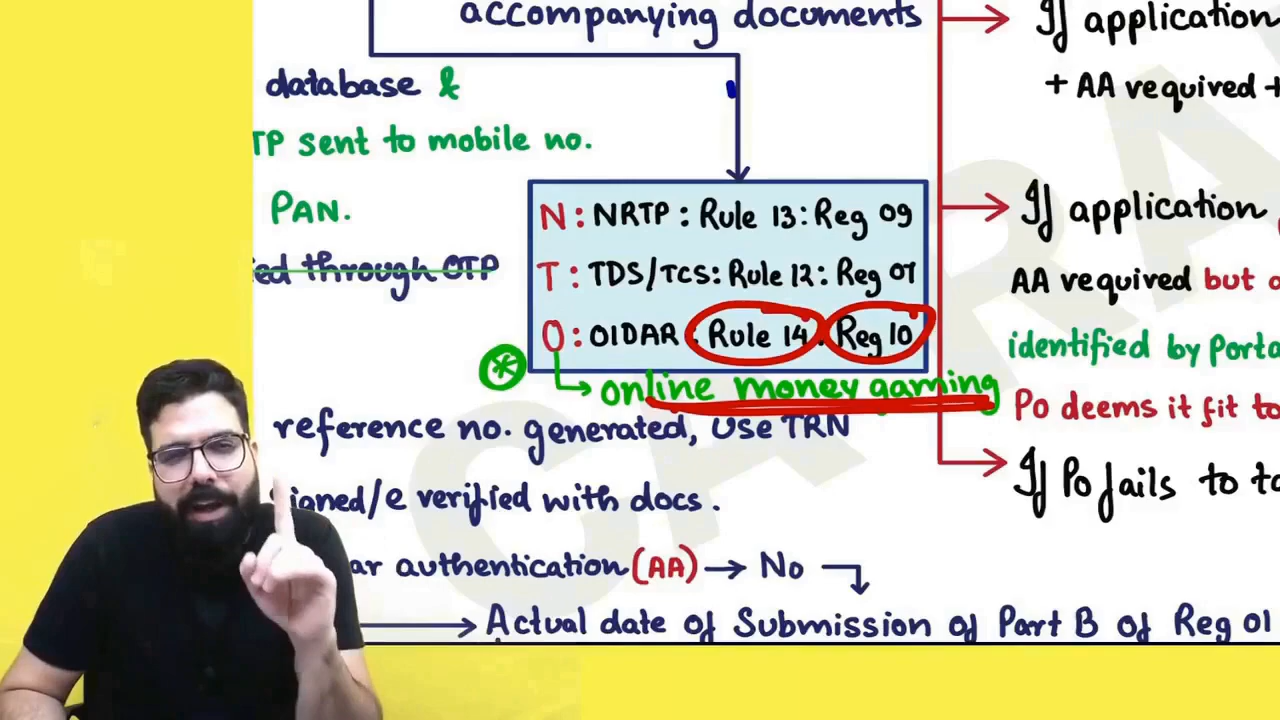 accompanying documents
database &
TP sent to mobile no.
PAN.
ed through OTP
N: NRTP: Rule 13: Reg 09
T: TDS/TCS: Rule 12: Reg 07
O: OIDAR: Rule 14: Reg 10
* online money gaming
reference no. generated, Use TRN
signed/e verified with docs.
ar authentication (AA) → No
Actual date of Submission of Part B of Reg 01
If application
+ AA required +
If application
AA required but
identified by Porta
Po deems it fit to
If Po fails to ta